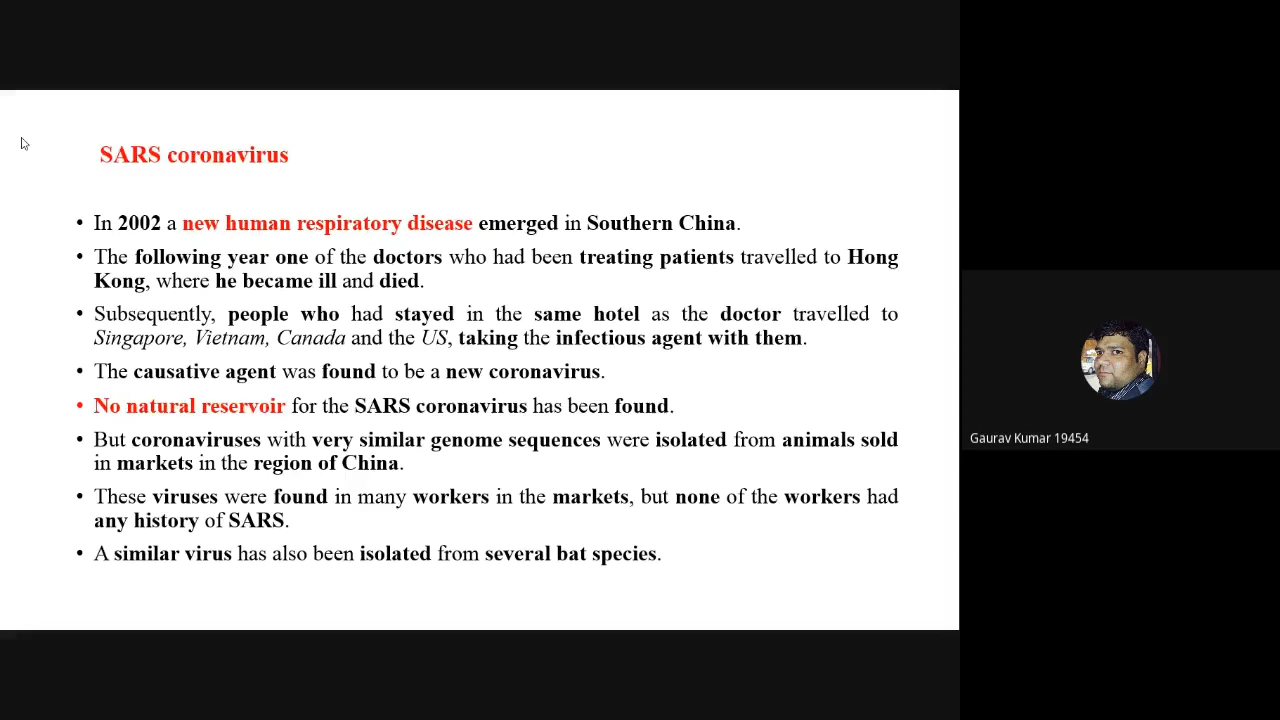 SARS coronavirus
• In 2002 a new human respiratory disease emerged in Southern China.
• The following year one of the doctors who had been treating patients travelled to Hong
Kong, where he became ill and died.
• Subsequently, people who had stayed in the same hotel as the doctor travelled to
Singapore, Vietnam, Canada and the US, taking the infectious agent with them.
• The causative agent was found to be a new coronavirus.
• No natural reservoir for the SARS coronavirus has been found.
• But coronaviruses with very similar genome sequences were isolated from animals sold
in markets in the region of China.
• These viruses were found in many workers in the markets, but none of the workers had
any history of SARS.
• A similar virus has also been isolated from several bat species.
Gaurav Kumar 19454